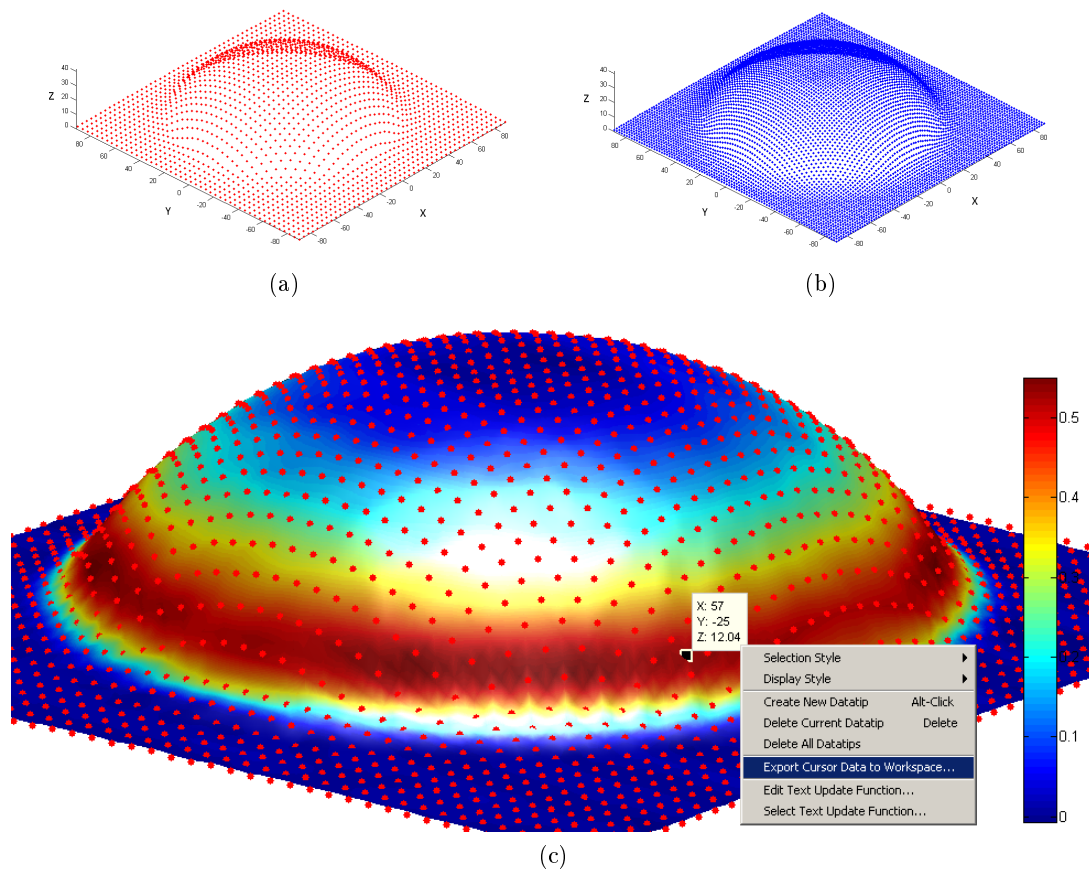 40
30
20
10
0
Z
80
60
40
20
0
-20
-40
-60
-80
Y
80
60
40
20
0
-20
-40
-60
-80
X
(a)
40
30
20
10
0
Z
80
60
40
20
0
-20
-40
-60
-80
Y
80
60
40
20
0
-20
-40
-60
-80
X
(b)
X: 57
Y: -25
Z: 12.04
Selection Style
Display Style
Create New Datatip Alt-Click
Delete Current Datatip Delete
Delete All Datatips
Export Cursor Data to Workspace...
Edit Text Update Function...
Select Text Update Function...
0.5
0.4
0.1
0
(c)